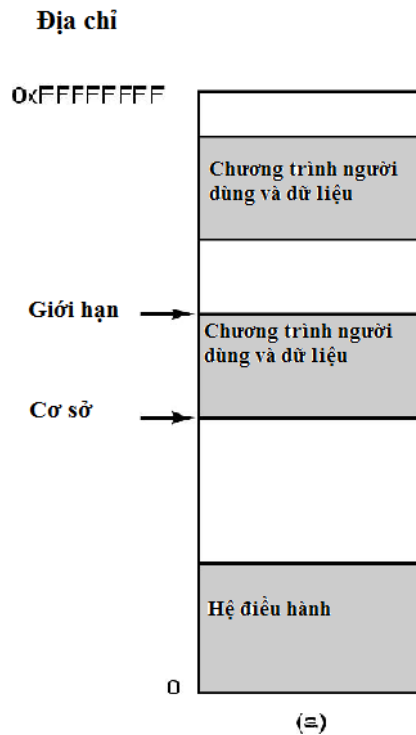 Địa chỉ
0xFFFFFFFF
Chương trình người
dùng và dữ liệu
Giới hạn
Chương trình người
dùng và dữ liệu
Cơ sở
Hệ điều hành
0
(a)